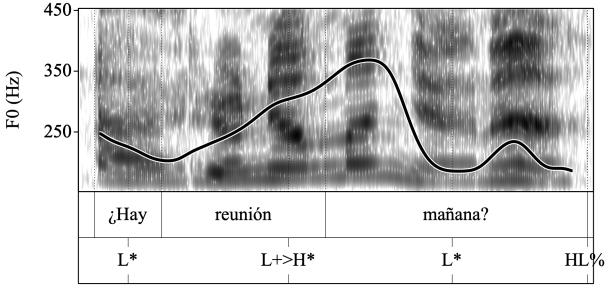 450
350
250
F0 (Hz)
¿Hay reunión mañana?
L* L+>H* L* HL%